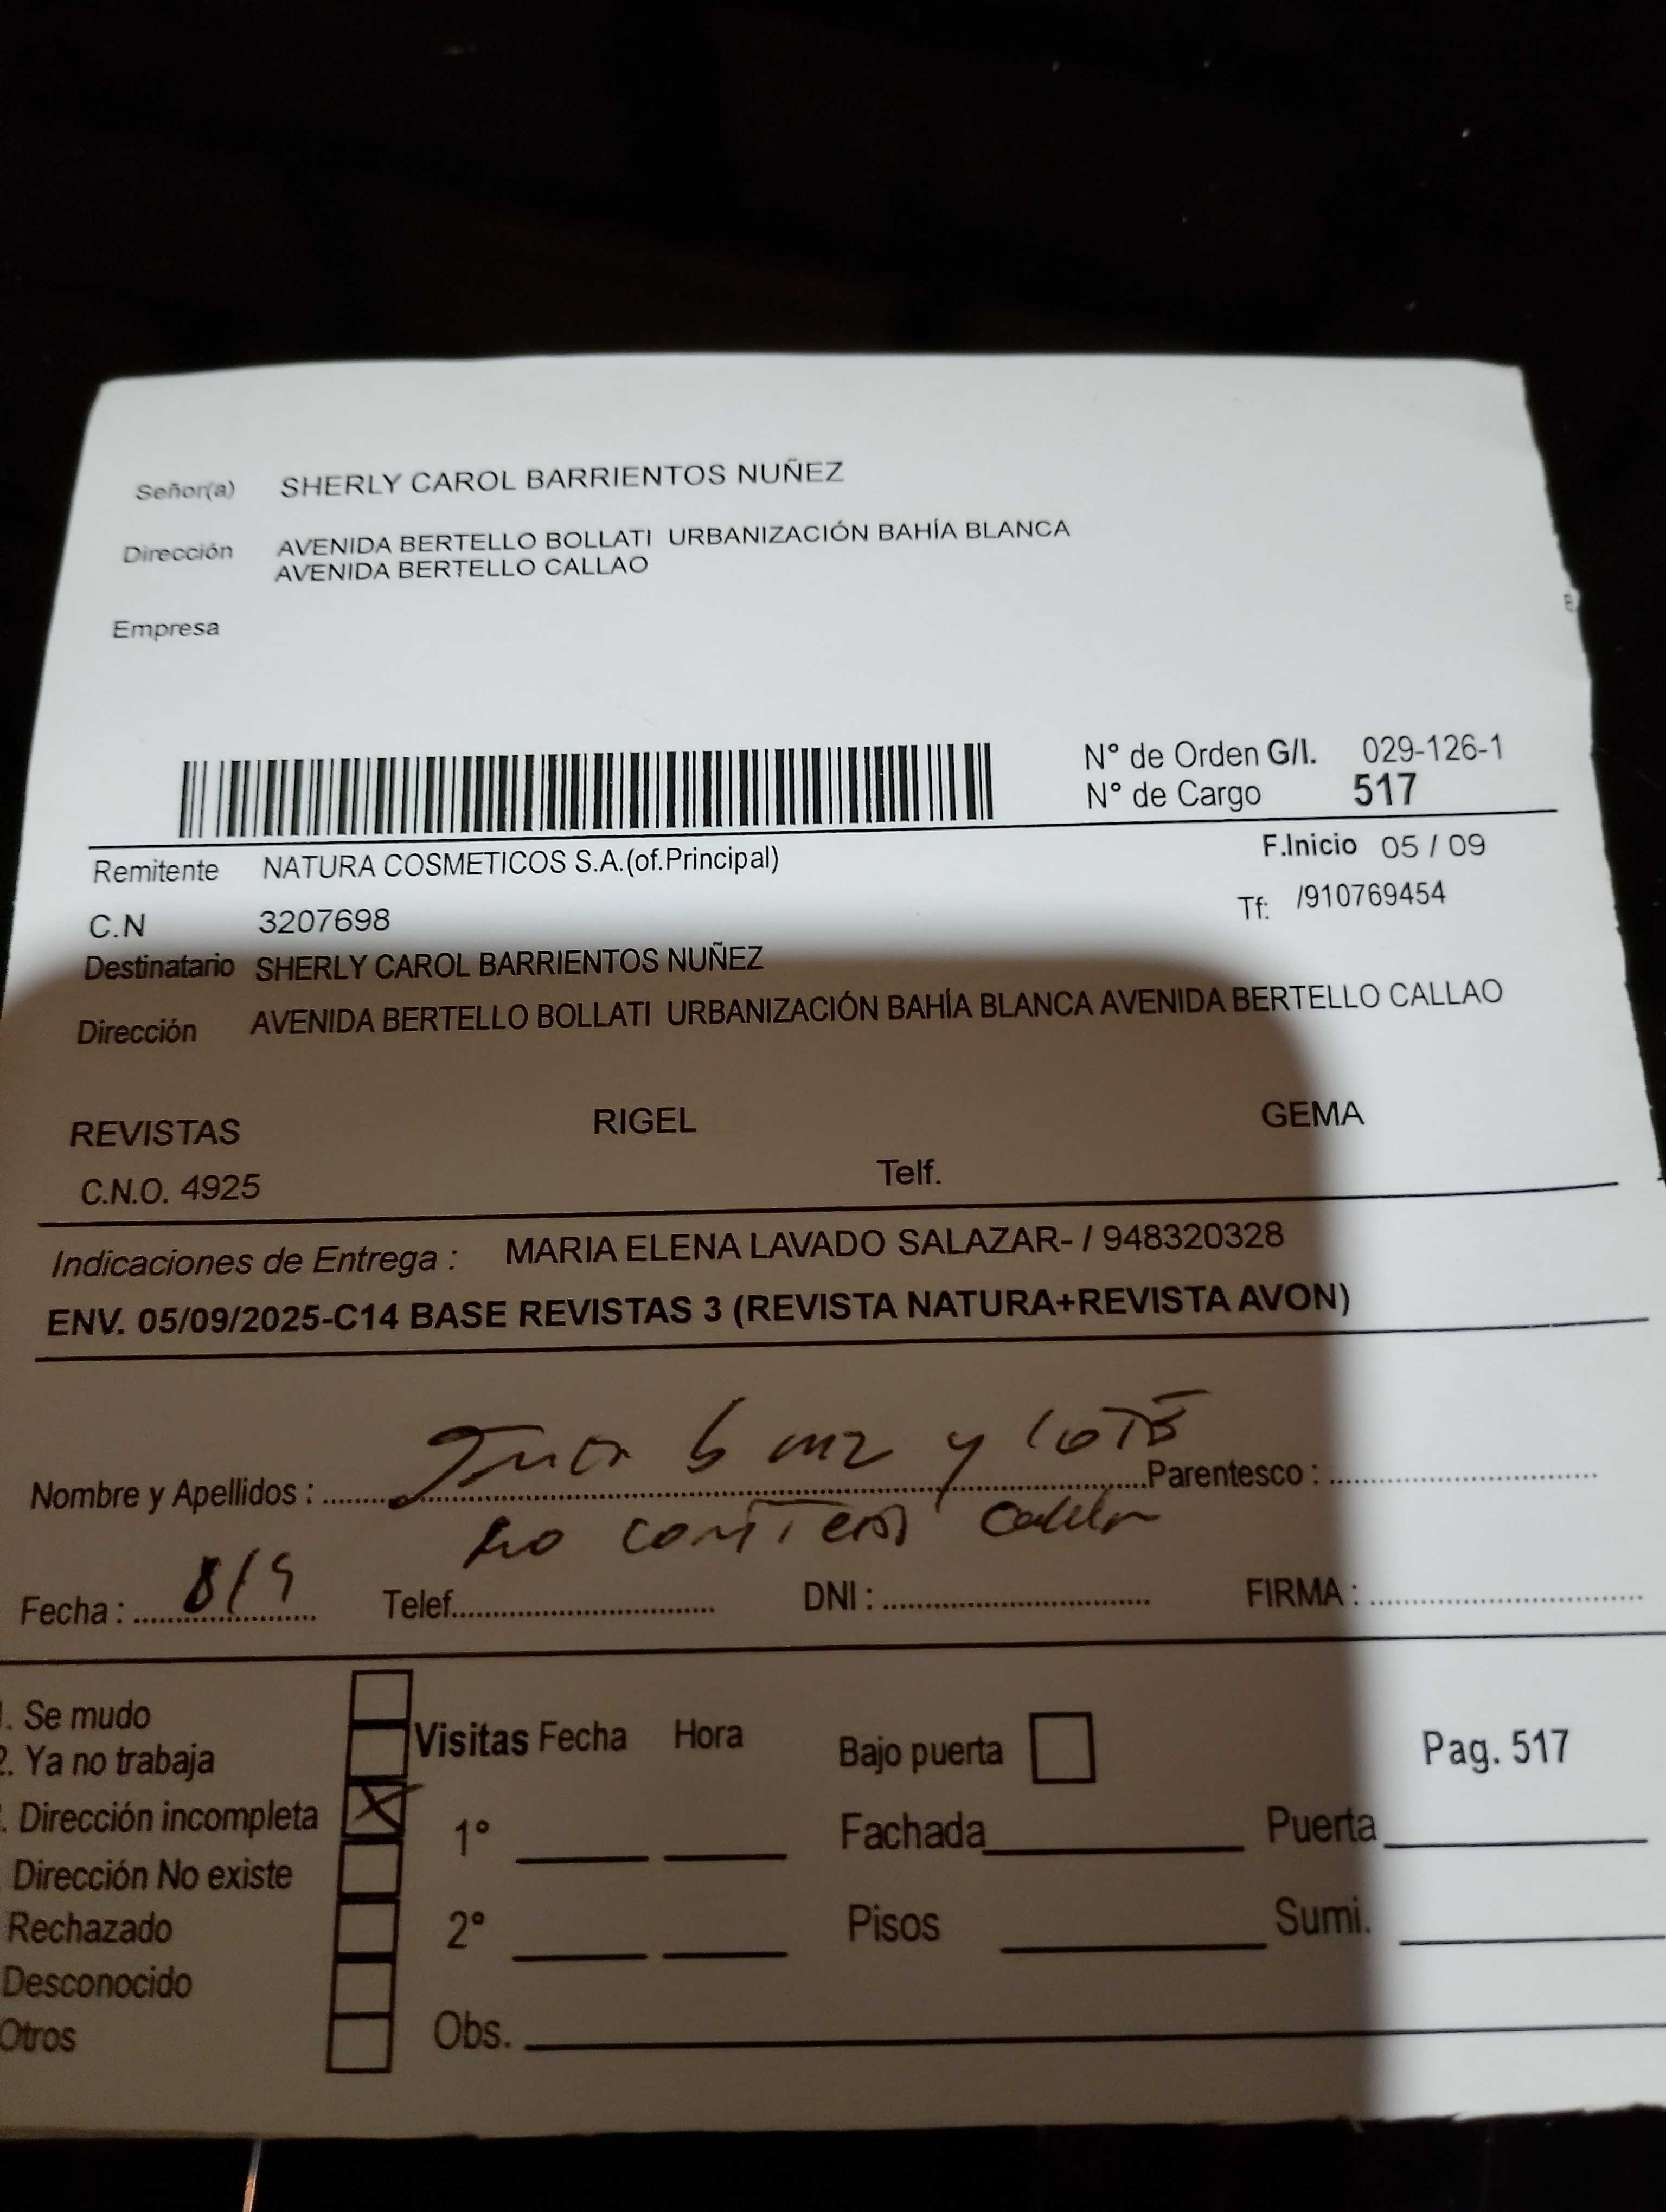 Señor(a) SHERLY CAROL BARRIENTOS NUÑEZ
Dirección AVENIDA BERTELLO BOLLATI URBANIZACIÓN BAHÍA BLANCA
AVENIDA BERTELLO CALLAO
Empresa
N° de Orden G/I. 029-126-1
N° de Cargo 517
Remitente NATURA COSMETICOS S.A.(of.Principal) F.Inicio 05 / 09
C.N 3207698 Tf: /910769454
Destinatario SHERLY CAROL BARRIENTOS NUÑEZ
Dirección AVENIDA BERTELLO BOLLATI URBANIZACIÓN BAHÍA BLANCA AVENIDA BERTELLO CALLAO
REVISTAS RIGEL GEMA
C.N.O. 4925 Telf.
Indicaciones de Entrega : MARIA ELENA LAVADO SALAZAR- / 948320328
ENV. 05/09/2025-C14 BASE REVISTAS 3 (REVISTA NATURA+REVISTA AVON)
mz y lote
Nombre y Apellidos : Parentesco :
no contesta
Fecha : 8/9 Telef. DNI : FIRMA :
. Se mudo
2. Ya no trabaja Visitas Fecha Hora Bajo puerta Pag. 517
. Dirección incompleta X 1° Fachada Puerta
Dirección No existe
Rechazado 2° Pisos Sumi.
Desconocido
Otros Obs.